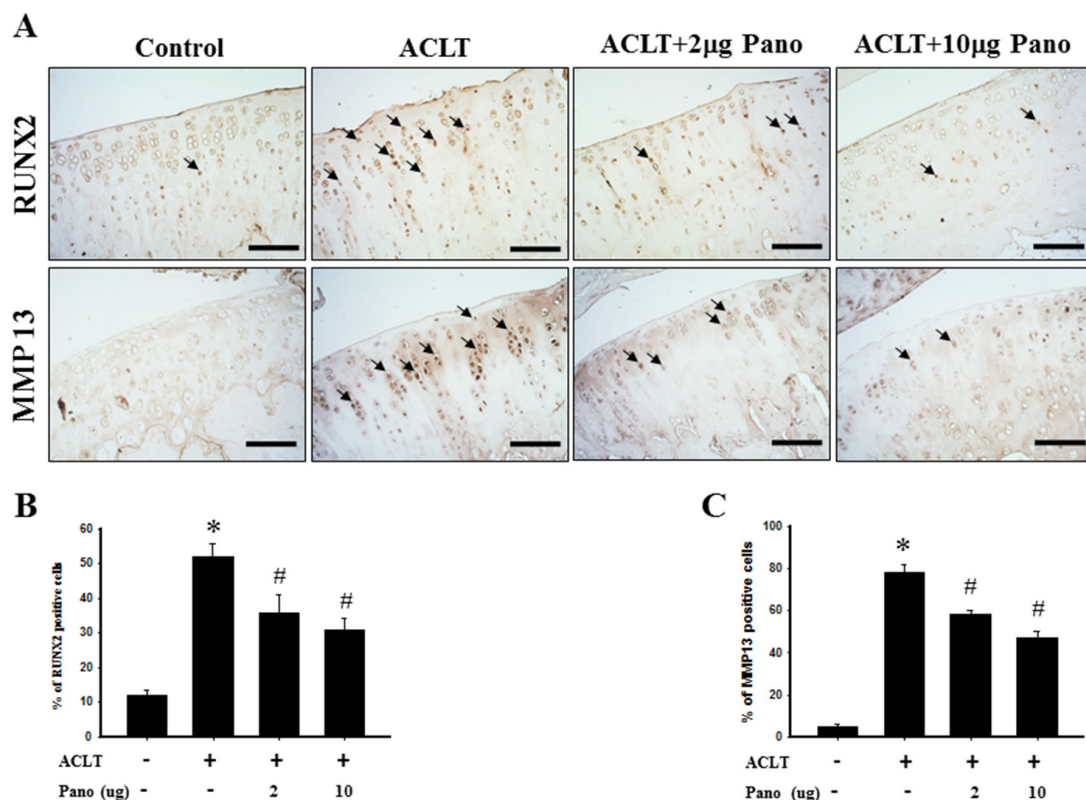 A
Control ACLT ACLT+2µg Pano ACLT+10µg Pano
RUNX2
MMP 13
B
% of RUNX2 positive cells
60
50
40
30
20
10
0
*
#
#
ACLT - + + +
Pano (ug) - - 2 10
C
% of MMP13 positive cells
100
80
60
40
20
0
*
#
#
ACLT - + + +
Pano (ug) - - 2 10